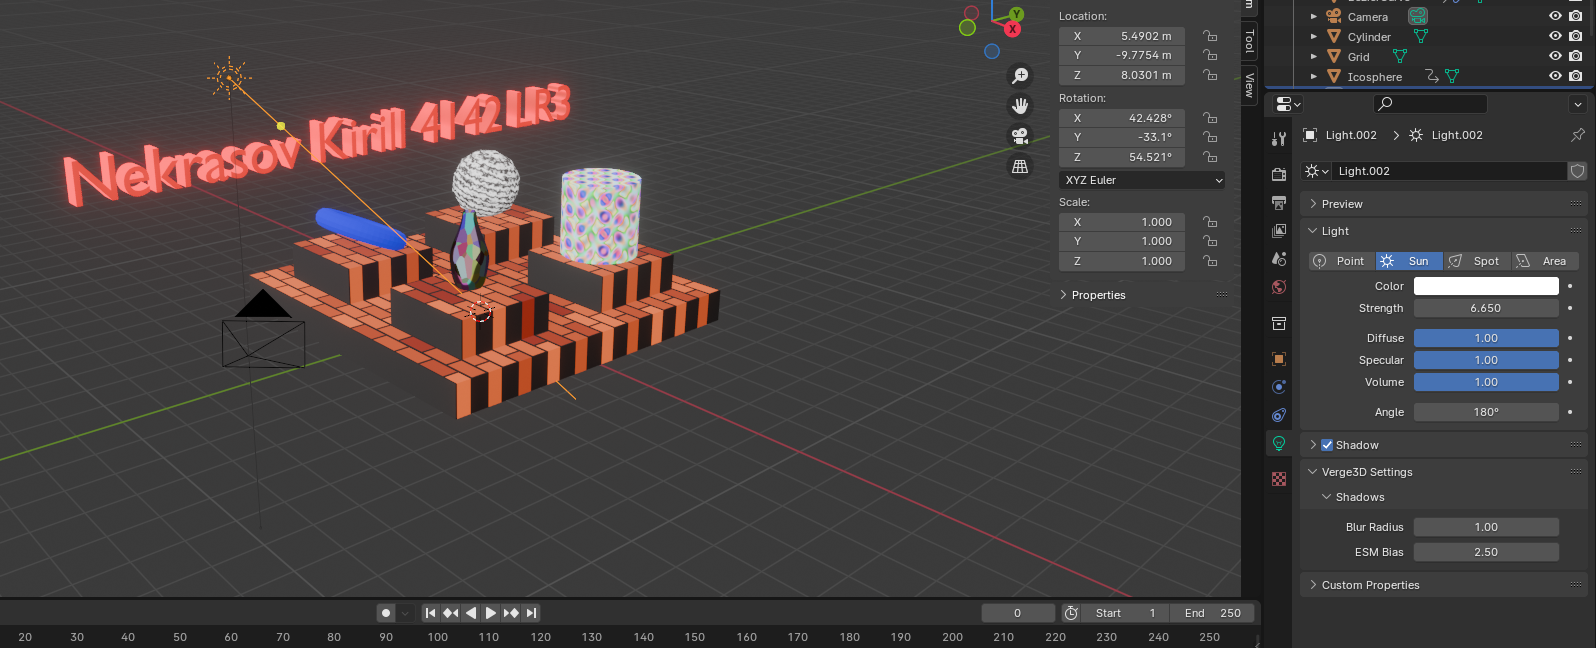 Nekrasov Kirill 4142 LR3
Y
X
Location:
X 5.4902 m
Y -9.7754 m
Z 8.0301 m
Rotation:
X 42.428°
Y -33.1°
Z 54.521°
XYZ Euler
Scale:
X 1.000
Y 1.000
Z 1.000
Properties
Tool
View
Camera
Cylinder
Grid
Icosphere
Light.002 > Light.002
Light.002
Preview
Light
Point Sun Spot Area
Color
Strength 6.650
Diffuse 1.00
Specular 1.00
Volume 1.00
Angle 180°
Shadow
Verge3D Settings
Shadows
Blur Radius 1.00
ESM Bias 2.50
Custom Properties
0 Start 1 End 250
20 30 40 50 60 70 80 90 100 110 120 130 140 150 160 170 180 190 200 210 220 230 240 250